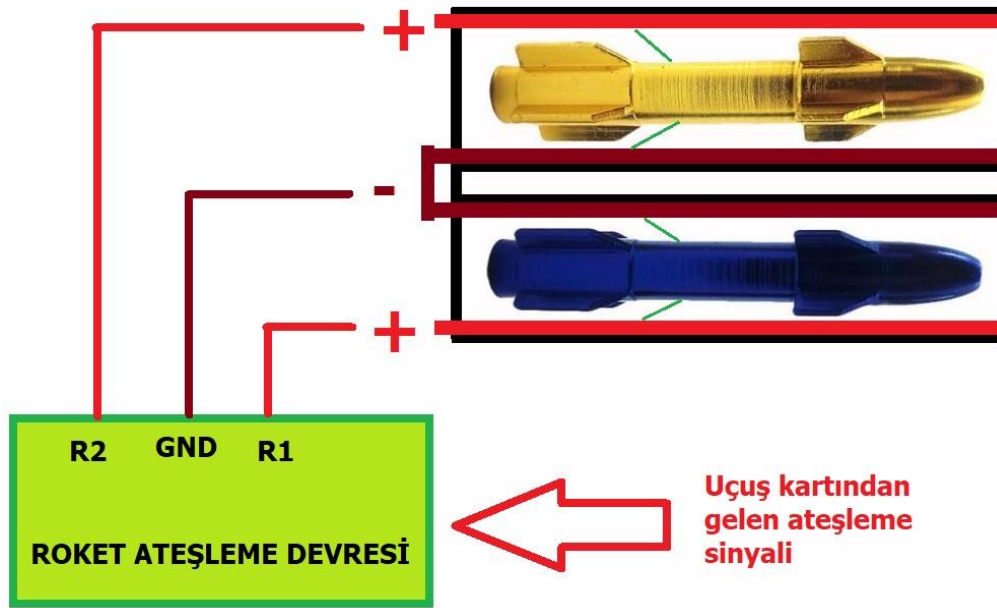 +
-
+
R2 GND R1
ROKET ATEŞLEME DEVRESİ
Uçuş kartından
gelen ateşleme
sinyali